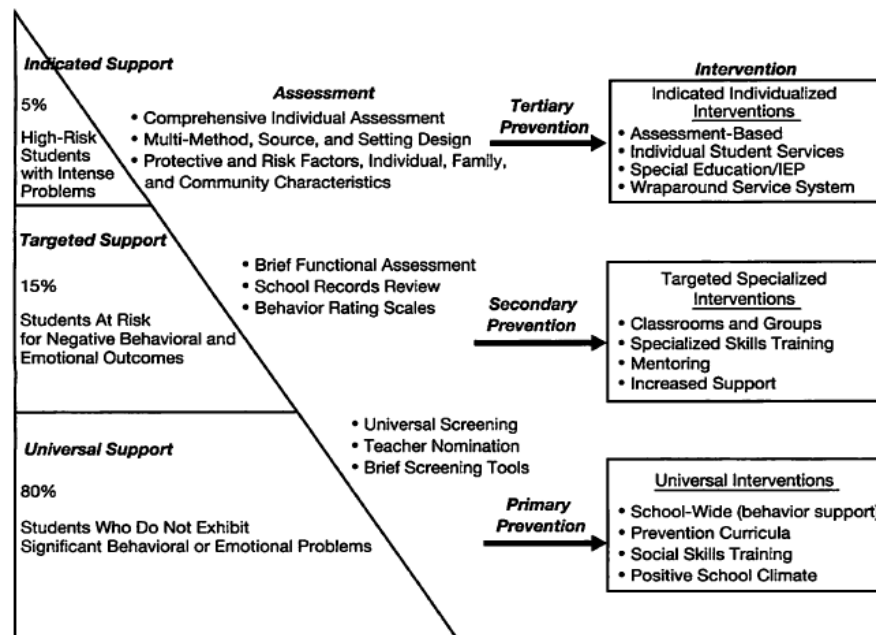 Indicated Support
5%
High-Risk
Students
with Intense
Problems
Assessment
• Comprehensive Individual Assessment
• Multi-Method, Source, and Setting Design
• Protective and Risk Factors, Individual, Family,
and Community Characteristics
Tertiary
Prevention
Intervention
Indicated Individualized
Interventions
• Assessment-Based
• Individual Student Services
• Special Education/IEP
• Wraparound Service System
Targeted Support
15%
Students At Risk
for Negative Behavioral and
Emotional Outcomes
• Brief Functional Assessment
• School Records Review
• Behavior Rating Scales
Secondary
Prevention
Targeted Specialized
Interventions
• Classrooms and Groups
• Specialized Skills Training
• Mentoring
• Increased Support
Universal Support
80%
Students Who Do Not Exhibit
Significant Behavioral or Emotional Problems
• Universal Screening
• Teacher Nomination
• Brief Screening Tools
Primary
Prevention
Universal Interventions
• School-Wide (behavior support)
• Prevention Curricula
• Social Skills Training
• Positive School Climate